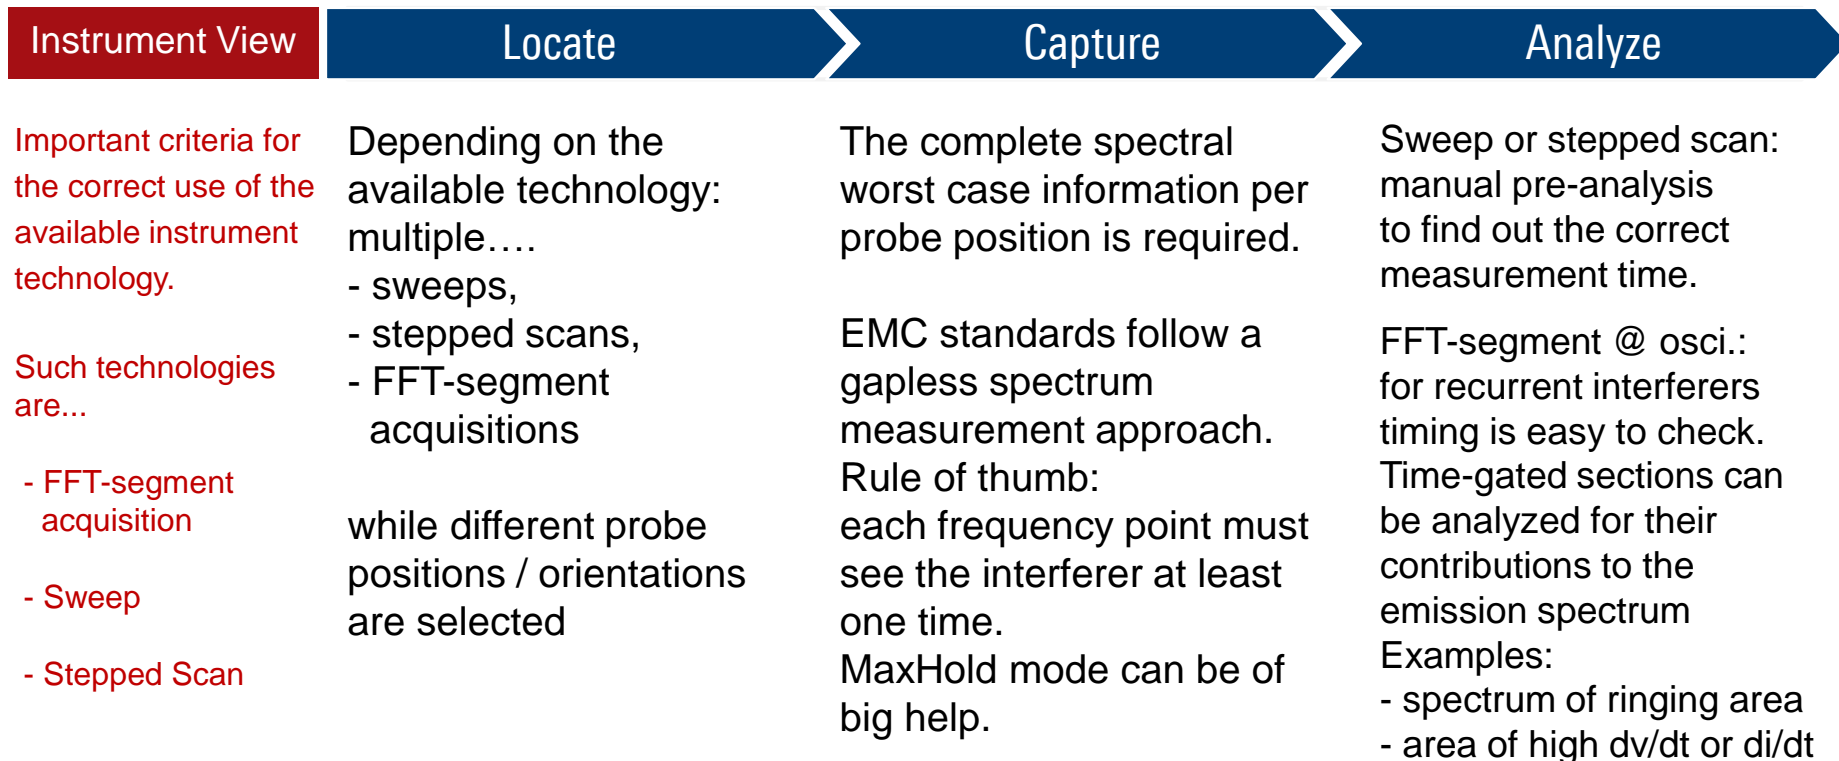 Instrument View
Locate
Capture
Analyze
Important criteria for
the correct use of the
available instrument
technology.
Such technologies
are...
- FFT-segment
acquisition
- Sweep
- Stepped Scan
Depending on the
available technology:
multiple….
- sweeps,
- stepped scans,
- FFT-segment
acquisitions
while different probe
positions / orientations
are selected
The complete spectral
worst case information per
probe position is required.
EMC standards follow a
gapless spectrum
measurement approach.
Rule of thumb:
each frequency point must
see the interferer at least
one time.
MaxHold mode can be of
big help.
Sweep or stepped scan:
manual pre-analysis
to find out the correct
measurement time.
FFT-segment @ osci.:
for recurrent interferers
timing is easy to check.
Time-gated sections can
be analyzed for their
contributions to the
emission spectrum
Examples:
- spectrum of ringing area
- area of high dv/dt or di/dt